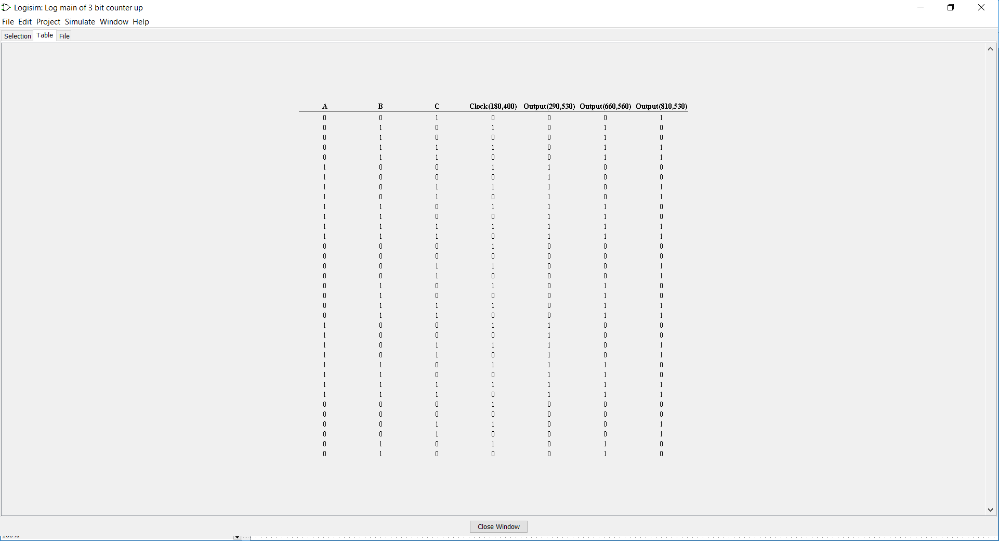 Logisim: Log main of 3 bit counter up
File Edit Project Simulate Window Help
Selection Table File
A B C Clock(180,400) Output(290,530) Output(660,560) Output(810,530)
0 0 1 0 0 0 1
0 1 0 1 0 1 0
0 1 0 0 0 1 0
0 1 1 1 0 1 1
0 1 1 0 0 1 1
1 0 0 1 1 0 0
1 0 0 0 1 0 0
1 0 1 1 1 0 1
1 0 1 0 1 0 1
1 1 0 1 1 1 0
1 1 0 0 1 1 0
1 1 1 1 1 1 1
1 1 1 0 1 1 1
0 0 0 1 0 0 0
0 0 0 0 0 0 0
0 0 1 1 0 0 1
0 0 1 0 0 0 1
0 1 0 1 0 1 0
0 1 0 0 0 1 0
0 1 1 1 0 1 1
0 1 1 0 0 1 1
1 0 0 1 1 0 0
1 0 0 0 1 0 0
1 0 1 1 1 0 1
1 0 1 0 1 0 1
1 1 0 1 1 1 0
1 1 0 0 1 1 0
1 1 1 1 1 1 1
1 1 1 0 1 1 1
0 0 0 1 0 0 0
0 0 0 0 0 0 0
0 0 1 1 0 0 1
0 0 1 0 0 0 1
0 1 0 1 0 1 0
0 1 0 0 0 1 0
Close Window